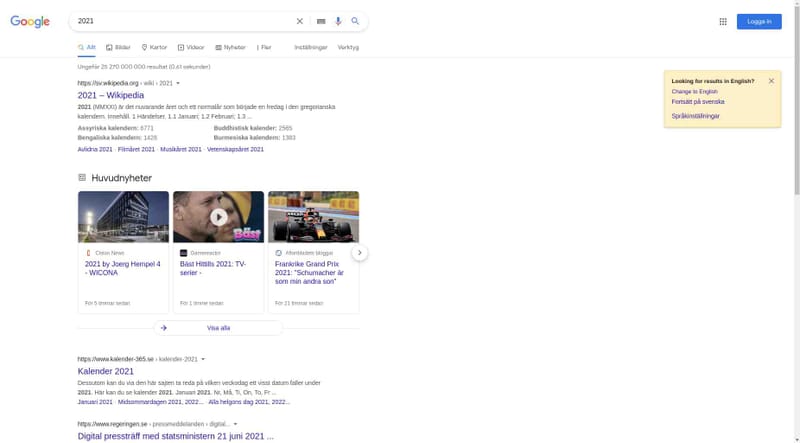 Google
2021
Logga in
Allt
Bilder
Kartor
Videor
Nyheter
Fler
Inställningar
Verktyg
Ungefär 25 270 000 000 resultat (0,61 sekunder)
Looking for results in English?
Change to English
Fortsätt på svenska
Språkinställningar
https://sv.wikipedia.org › wiki › 2021
2021 – Wikipedia
2021 (MMXXI) är det nuvarande året och ett normalår som började en fredag i den gregorianska
kalendern. Innehåll. 1 Händelser. 1.1 Januari; 1.2 Februari; 1.3 ...
Assyriska kalendern: 6771
Buddhistisk kalender: 2565
Bengaliska kalendern: 1428
Burmesiska kalendern: 1383
Avlidna 2021 · Filmåret 2021 · Musikåret 2021 · Vetenskapsåret 2021
Huvudnyheter
Bäst
News
2021 by Joerg Hempel 4
- WICONA
För 5 timmar sedan
Gamereactor
Bäst Hittills 2021: TV-
serier -
För 1 timme sedan
Aftonbladets bloggar
Frankrike Grand Prix
2021: "Schumacher är
som min andra son"
För 21 timmar sedan
Visa alla
https://www.kalender-365.se › kalender-2021
Kalender 2021
Dessutom kan du via den här sajten ta reda på vilken veckodag ett visst datum faller under
2021. Här kan du se kalender 2021. Januari 2021. Nr, Må, Ti, On, To, Fr ...
Januari 2021 · Midsommardagen 2021, 2022... · Alla helgons dag 2021, 2022...
https://www.regeringen.se › pressmeddelanden › digital...
Digital pressträff med statsministern 21 juni 2021 ...